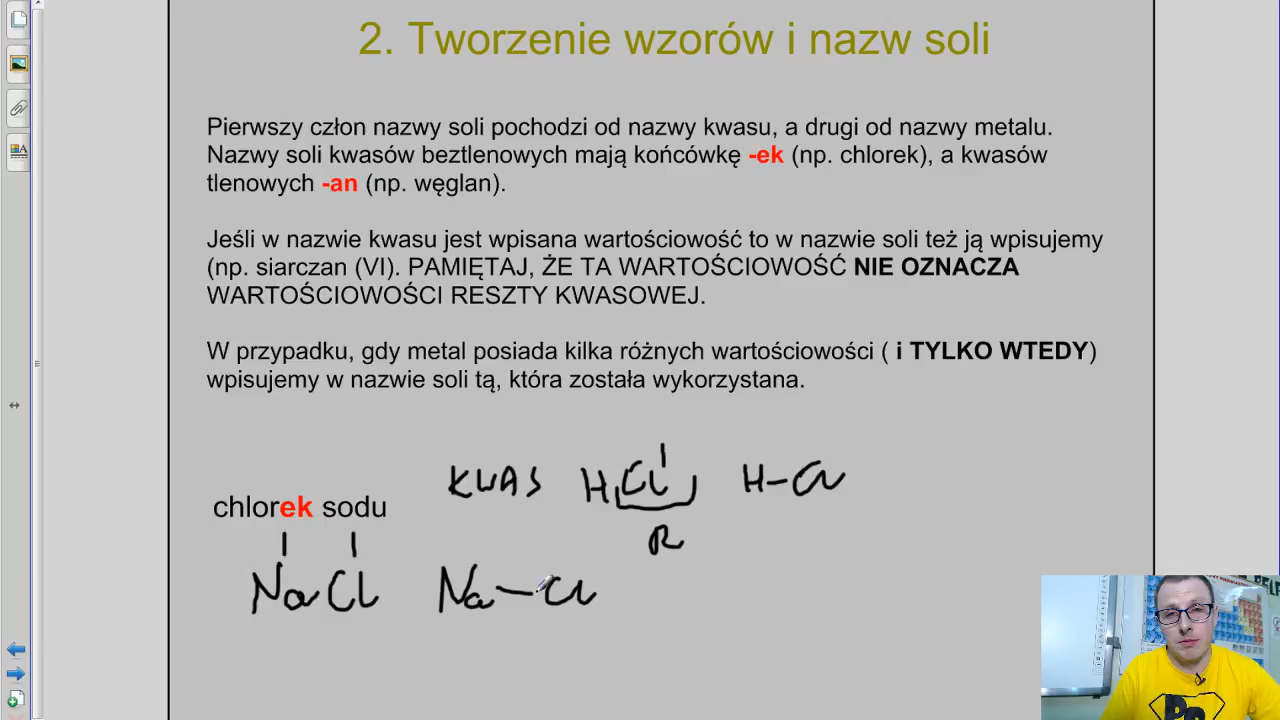 2. Tworzenie wzorów i nazw soli
Pierwszy człon nazwy soli pochodzi od nazwy kwasu, a drugi od nazwy metalu.
Nazwy soli kwasów beztlenowych mają końcówkę -ek (np. chlorek), a kwasów
tlenowych -an (np. węglan).
Jeśli w nazwie kwasu jest wpisana wartościowość to w nazwie soli też ją wpisujemy
(np. siarczan (VI). PAMIĘTAJ, ŻE TA WARTOŚCIOWOŚĆ NIE OZNACZA
WARTOŚCIOWOŚCI RESZTY KWASOWEJ.
W przypadku, gdy metal posiada kilka różnych wartościowości ( i TYLKO WTEDY)
wpisujemy w nazwie soli tą, która została wykorzystana.
KWAS HCl H-Cl
I
R
chlorek sodu
I I
NaCl Na-Cl